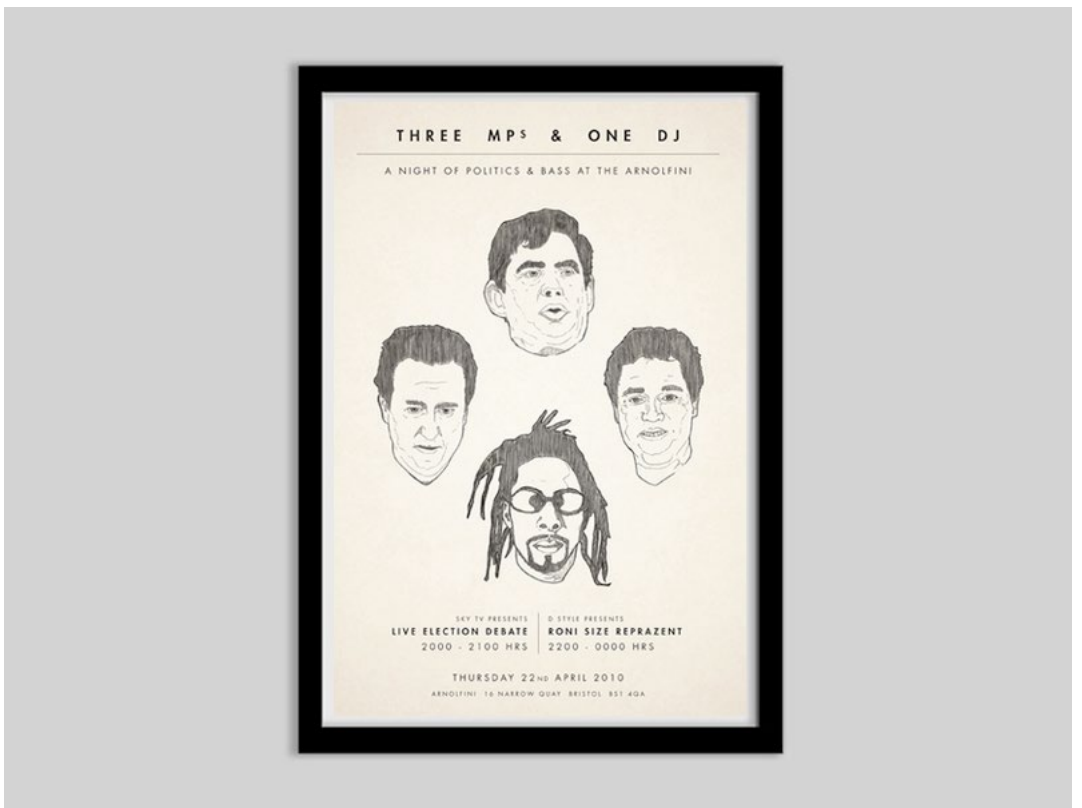 THREE MPS & ONE DJ
A NIGHT OF POLITICS & BASS AT THE ARNOLFINI
SKY TV PRESENTS
LIVE ELECTION DEBATE
2000 - 2100 HRS
D STYLE PRESENTS
RONI SIZE REPRAZENT
2200 - 0000 HRS
THURSDAY 22ND APRIL 2010
ARNOLFINI 16 NARROW QUAY BRISTOL BS1 4QA